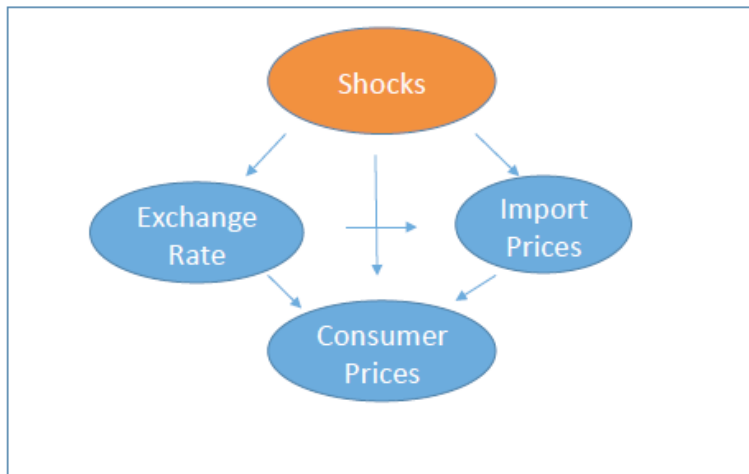 Shocks
Exchange
Rate
Import
Prices
Consumer
Prices